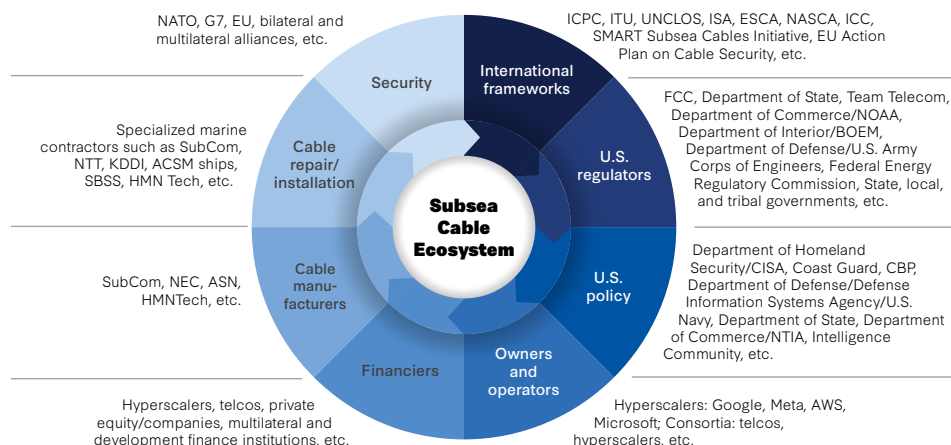 NATO, G7, EU, bilateral and
multilateral alliances, etc.
ICPC, ITU, UNCLOS, ISA, ESCA, NASCA, ICC,
SMART Subsea Cables Initiative, EU Action
Plan on Cable Security, etc.
Security
International
frameworks
Specialized marine
contractors such as SubCom,
NTT, KDDI, ACSM ships,
SBSS, HMN Tech, etc.
Cable
repair/
installation
U.S.
regulators
FCC, Department of State, Team Telecom,
Department of Commerce/NOAA,
Department of Interior/BOEM,
Department of Defense/U.S. Army
Corps of Engineers, Federal Energy
Regulatory Commission, State, local,
and tribal governments, etc.
Subsea
Cable
Ecosystem
SubCom, NEC, ASN,
HMNTech, etc.
Cable
manu-
facturers
U.S.
policy
Department of Homeland
Security/CISA, Coast Guard, CBP,
Department of Defense/Defense
Information Systems Agency/U.S.
Navy, Department of State, Department
of Commerce/NTIA, Intelligence
Community, etc.
Financiers
Owners
and
operators
Hyperscalers, telcos, private
equity/companies, multilateral and
development finance institutions, etc.
Hyperscalers: Google, Meta, AWS,
Microsoft; Consortia: telcos,
hyperscalers, etc.